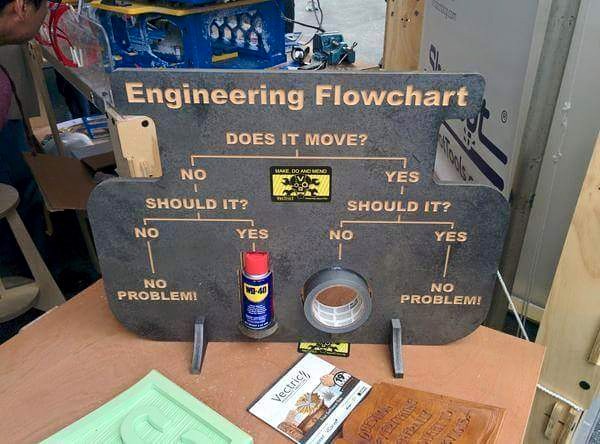 Engineering Flowchart
DOES IT MOVE?
NO
MAKE, DO AND MEND
YES
SHOULD IT?
SHOULD IT?
NO
YES
NO
YES
NO
PROBLEM!
WD-40
NO
PROBLEM!
Vectric